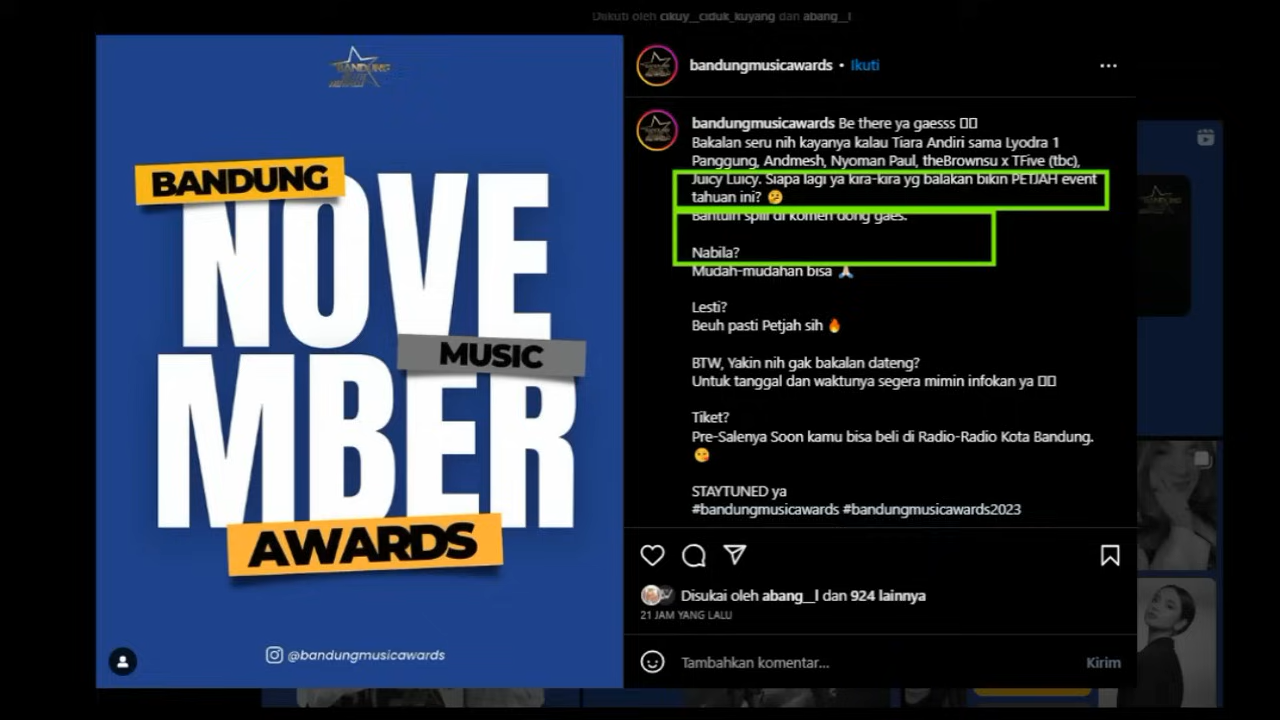 Diikuti oleh cikuy__ciduk_kuyang dan abang__l
BANDUNG
NOVE
MUSIC
MBER
AWARDS
@bandungmusicawards
bandungmusicawards • Ikuti
bandungmusicawards Be there ya gaesss
Bakalan seru nih kayanya kalau Tiara Andiri sama Lyodra 1
Panggung, Andmesh, Nyoman Paul, theBrownsu x TFive (tbc),
Juicy Luicy. Siapa lagi ya kira-kira yg balakan bikin PETJAH event
tahuan ini? 🤔
Bantuin spill di komen dong gaes.
Nabila?
Mudah-mudahan bisa 🙏🏻
Lesti?
Beuh pasti Petjah sih 🔥
BTW, Yakin nih gak bakalan dateng?
Untuk tanggal dan waktunya segera mimin infokan ya
Tiket?
Pre-Salenya Soon kamu bisa beli di Radio-Radio Kota Bandung.
😋
STAYTUNED ya
#bandungmusicawards #bandungmusicawards2023
Disukai oleh abang__l dan 924 lainnya
21 JAM YANG LALU
Tambahkan komentar...
Kirim